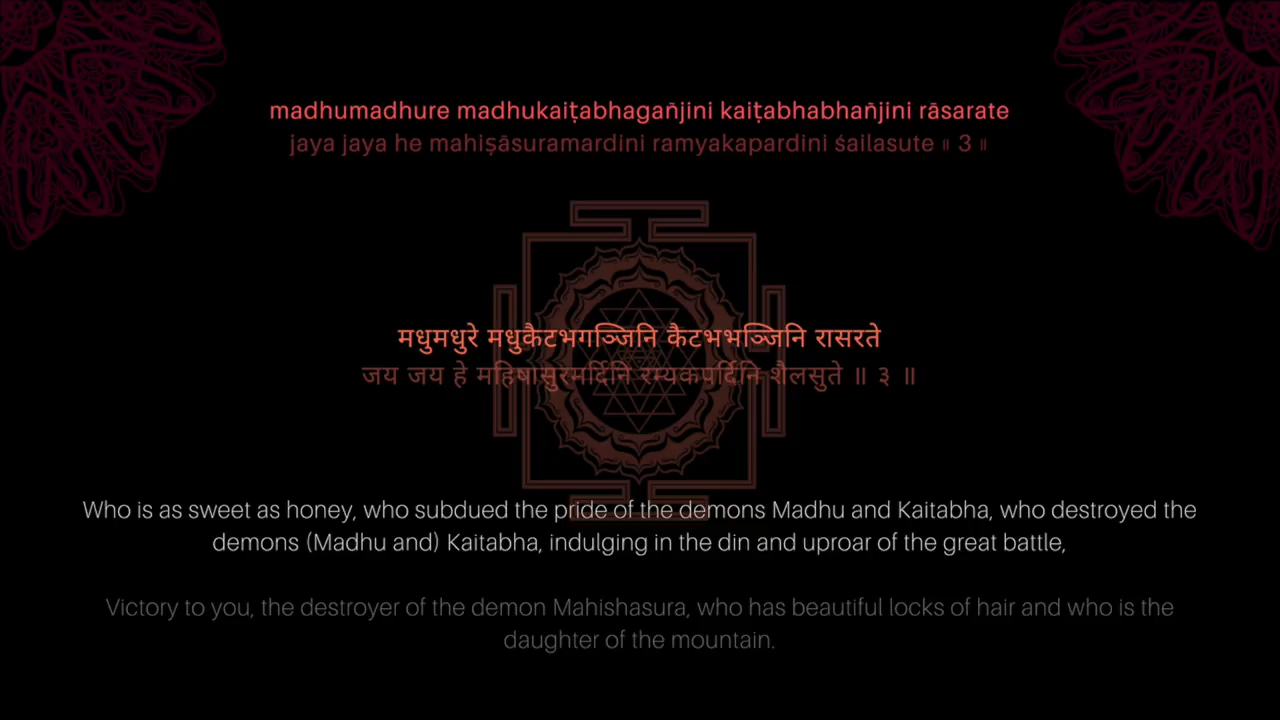 madhumadhure madhukaiṭabhagañjini kaiṭabhabhañjini rāsarate
jaya jaya he mahiṣāsuramardini ramyakapardini śailasute ॥ 3 ॥
मधुमधुरे मधुकैटभगञ्जिनि कैटभभञ्जिनि रासरते
जय जय हे महिषासुरमर्दिनि रम्यकपर्दिनि शैलसुते ॥ ३ ॥
Who is as sweet as honey, who subdued the pride of the demons Madhu and Kaitabha, who destroyed the
demons (Madhu and) Kaitabha, indulging in the din and uproar of the great battle,
Victory to you, the destroyer of the demon Mahishasura, who has beautiful locks of hair and who is the
daughter of the mountain.